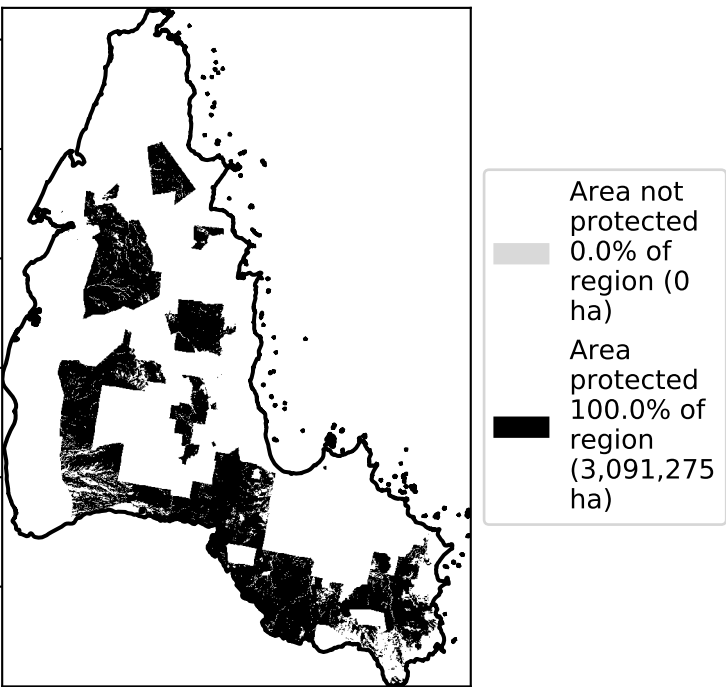 Area not
protected
0.0% of
region (0
ha)
Area
protected
100.0% of
region
(3,091,275
ha)